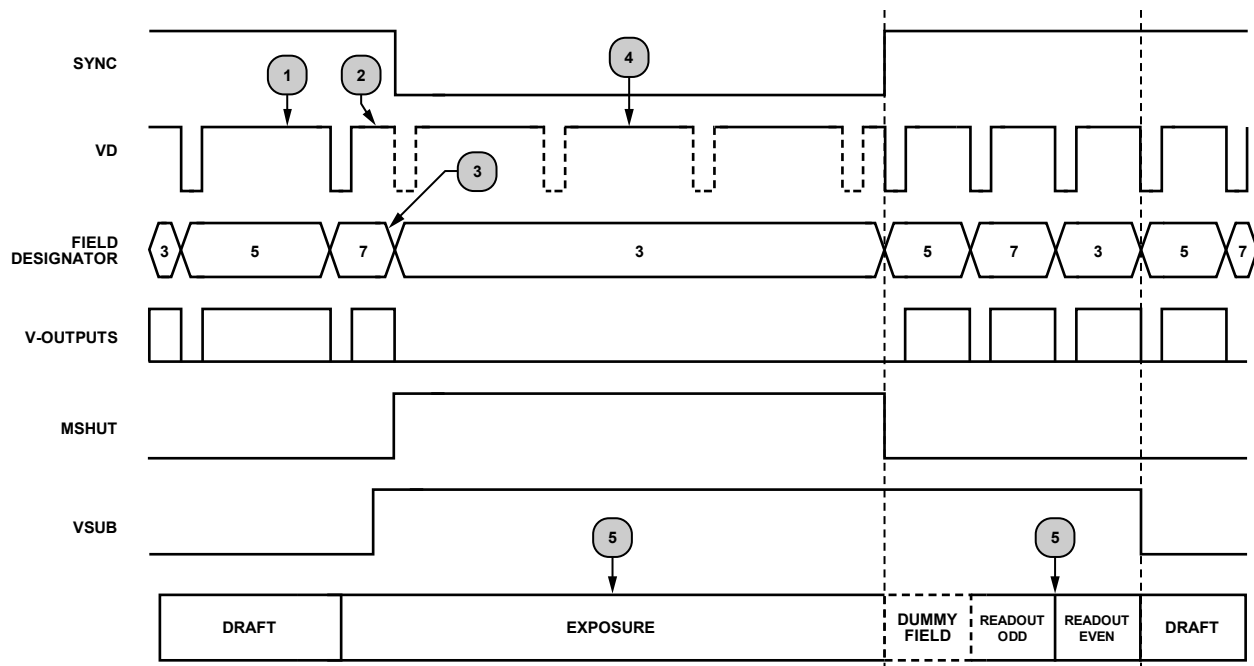 SYNC
1
2
4
VD
3
FIELD
DESIGNATOR
3
5
7
3
5
7
3
5
7
V-OUTPUTS
MSHUT
VSUB
5
5
DRAFT
EXPOSURE
DUMMY
FIELD
READOUT
ODD
READOUT
EVEN
DRAFT